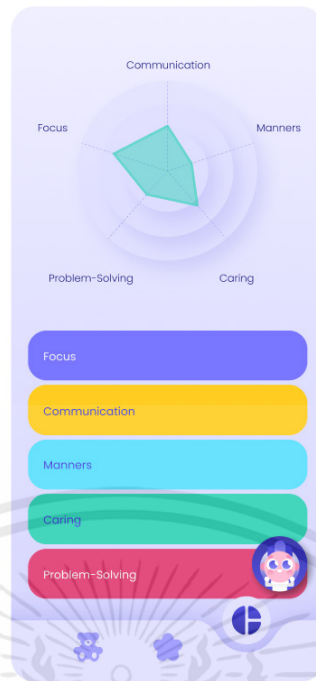 Communication
Focus
Manners
Problem-Solving
Caring
Focus
Communication
Manners
Caring
Problem-Solving